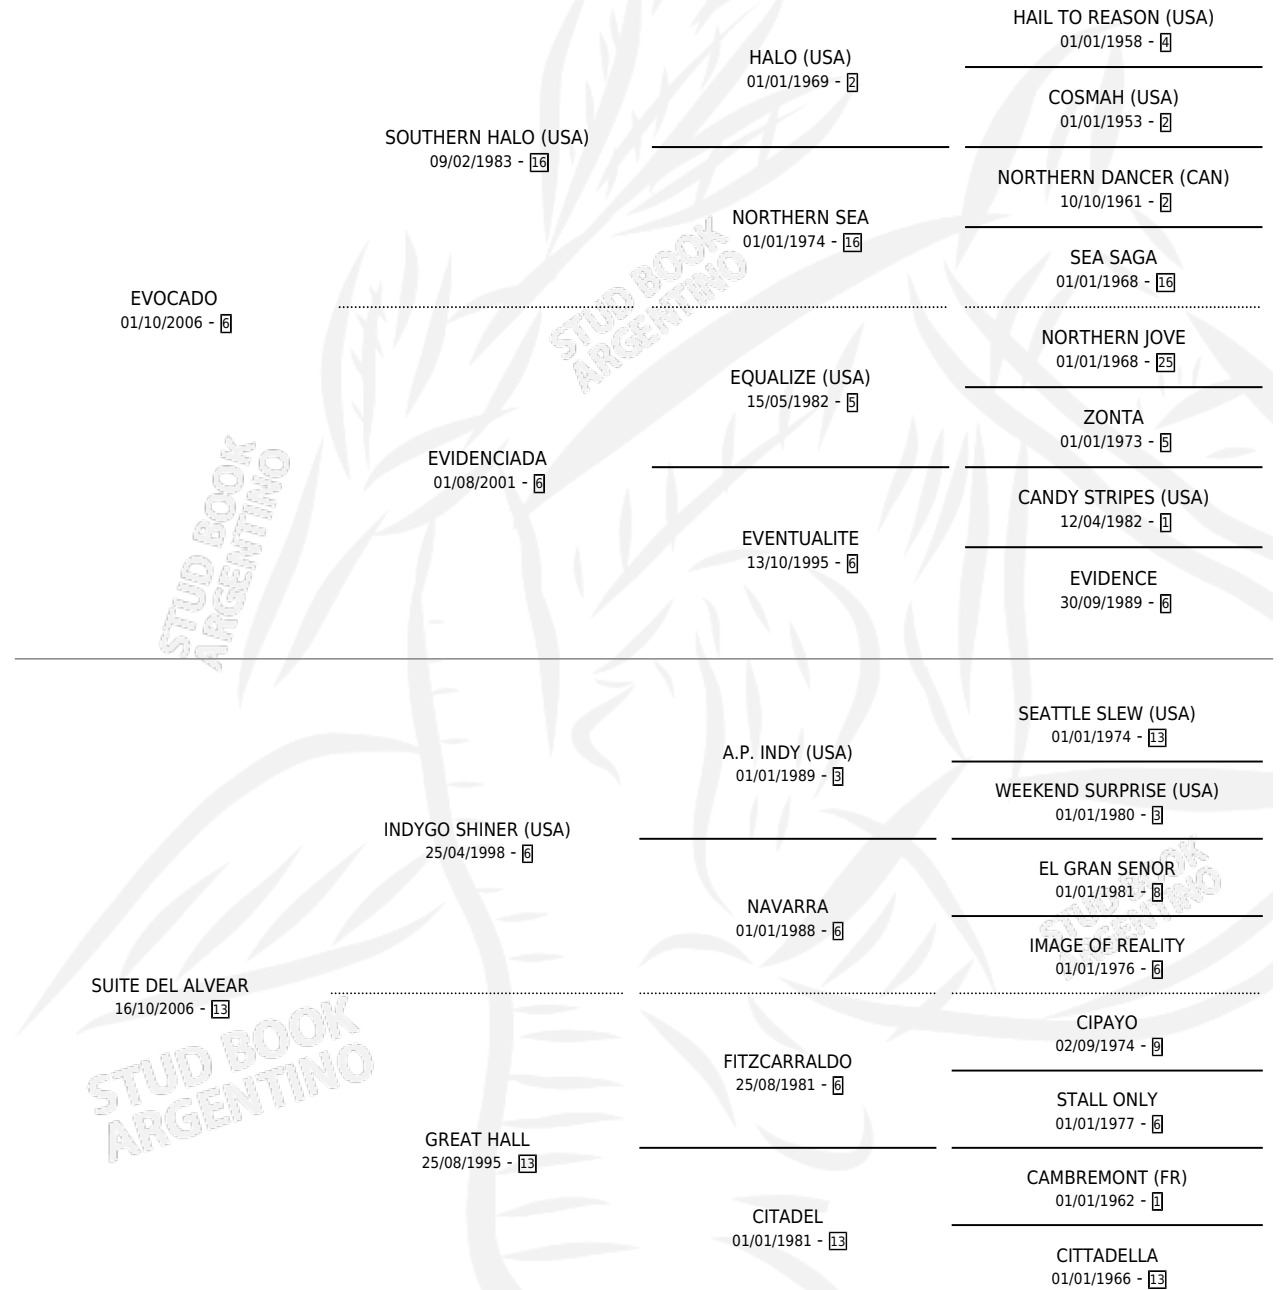 HAIL TO REASON (USA)
01/01/1958 - 4
HALO (USA)
01/01/1969 - 2
COSMAH (USA)
01/01/1953 - 2
SOUTHERN HALO (USA)
09/02/1983 - 16
NORTHERN DANCER (CAN)
10/10/1961 - 2
NORTHERN SEA
01/01/1974 - 16
SEA SAGA
01/01/1968 - 16
EVOCADO
01/10/2006 - 6
NORTHERN JOVE
01/01/1968 - 25
EQUALIZE (USA)
15/05/1982 - 5
ZONTA
01/01/1973 - 5
EVIDENCIADA
01/08/2001 - 6
CANDY STRIPES (USA)
12/04/1982 - 1
EVENTUALITE
13/10/1995 - 6
EVIDENCE
30/09/1989 - 6
STUD BOOK
ARGENTINO
STUD BOOK
ARGENTINO
SEATTLE SLEW (USA)
01/01/1974 - 13
A.P. INDY (USA)
01/01/1989 - 3
WEEKEND SURPRISE (USA)
01/01/1980 - 3
INDYGO SHINER (USA)
25/04/1998 - 6
EL GRAN SENOR
01/01/1981 - 8
NAVARRA
01/01/1988 - 6
IMAGE OF REALITY
01/01/1976 - 6
STUD BOOK
ARGENTINO
SUITE DEL ALVEAR
16/10/2006 - 13
CIPAYO
02/09/1974 - 9
FITZCARRALDO
25/08/1981 - 6
STALL ONLY
01/01/1977 - 6
GREAT HALL
25/08/1995 - 13
CAMBREMONT (FR)
01/01/1962 - 1
CITADEL
01/01/1981 - 13
CITTADELLA
01/01/1966 - 13
STUD BOOK
ARGENTINO